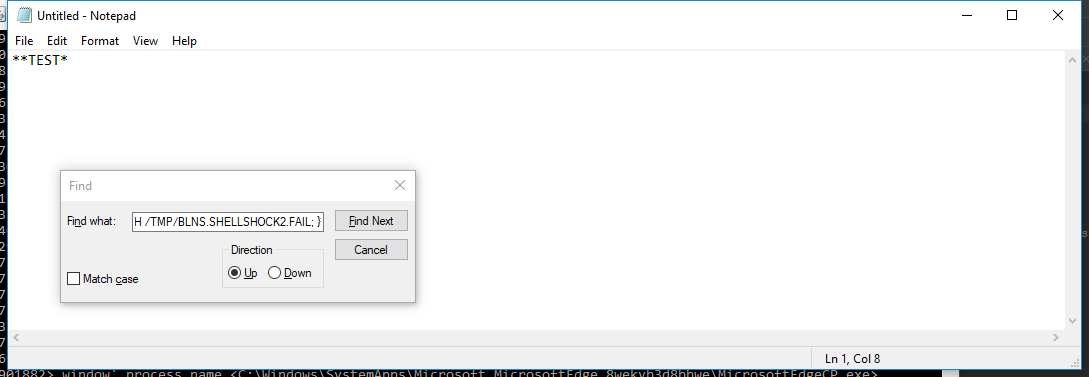 Untitled - Notepad
File Edit Format View Help
**TEST*
Find
Find what: H /TMP/BLNS.SHELLSHOCK2.FAIL; } Find Next
Cancel
Direction
Up Down
Match case
Ln 1, Col 8
001882> window' process name <C:\Windows\SystemApps\Microsoft.MicrosoftEdge_8wekyb3d8bbwe\MicrosoftEdgeCP.exe>